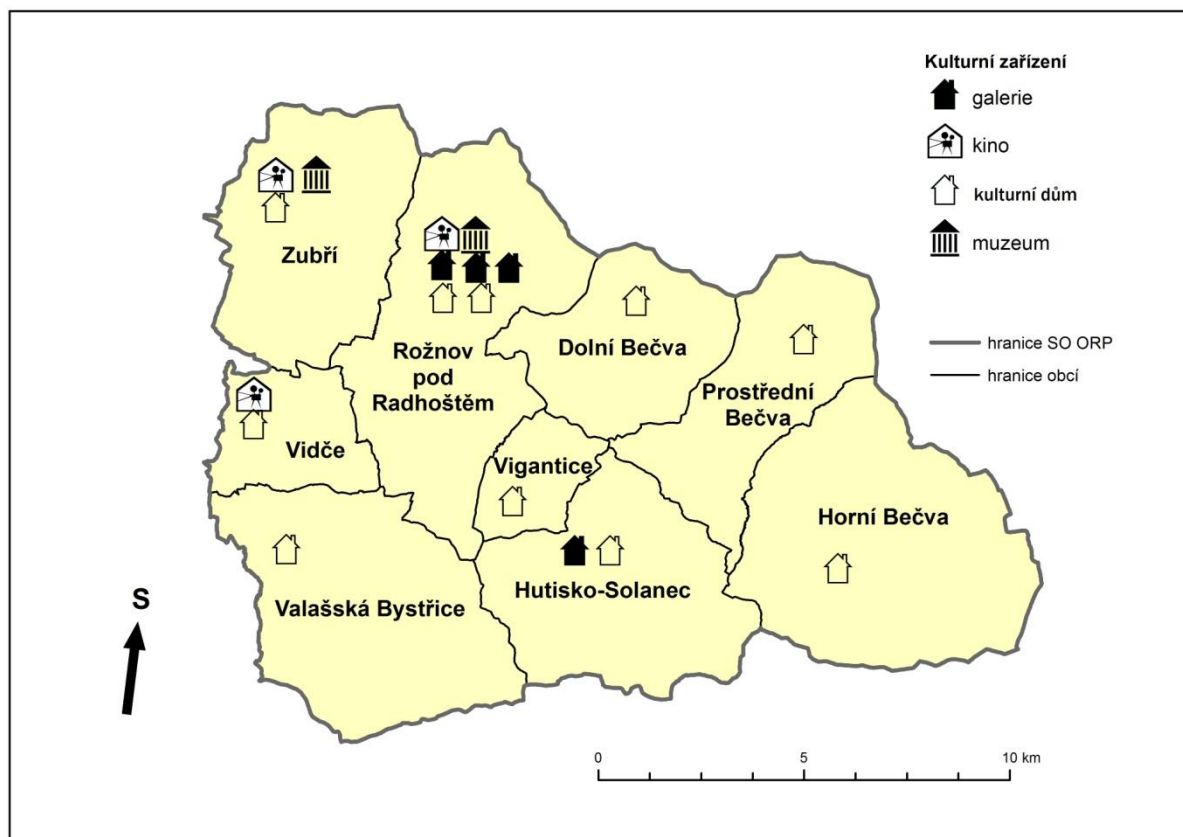 Kulturní zařízení
galerie
kino
kulturní dům
muzeum
hranice SO ORP
hranice obcí
Zubří
Rožnov
pod
Radhoštěm
Dolní Bečva
Prostřední
Bečva
Vidče
Vigantice
Horní Bečva
Valašská Bystřice
Hutisko-Solanec
S
0
5
10 km